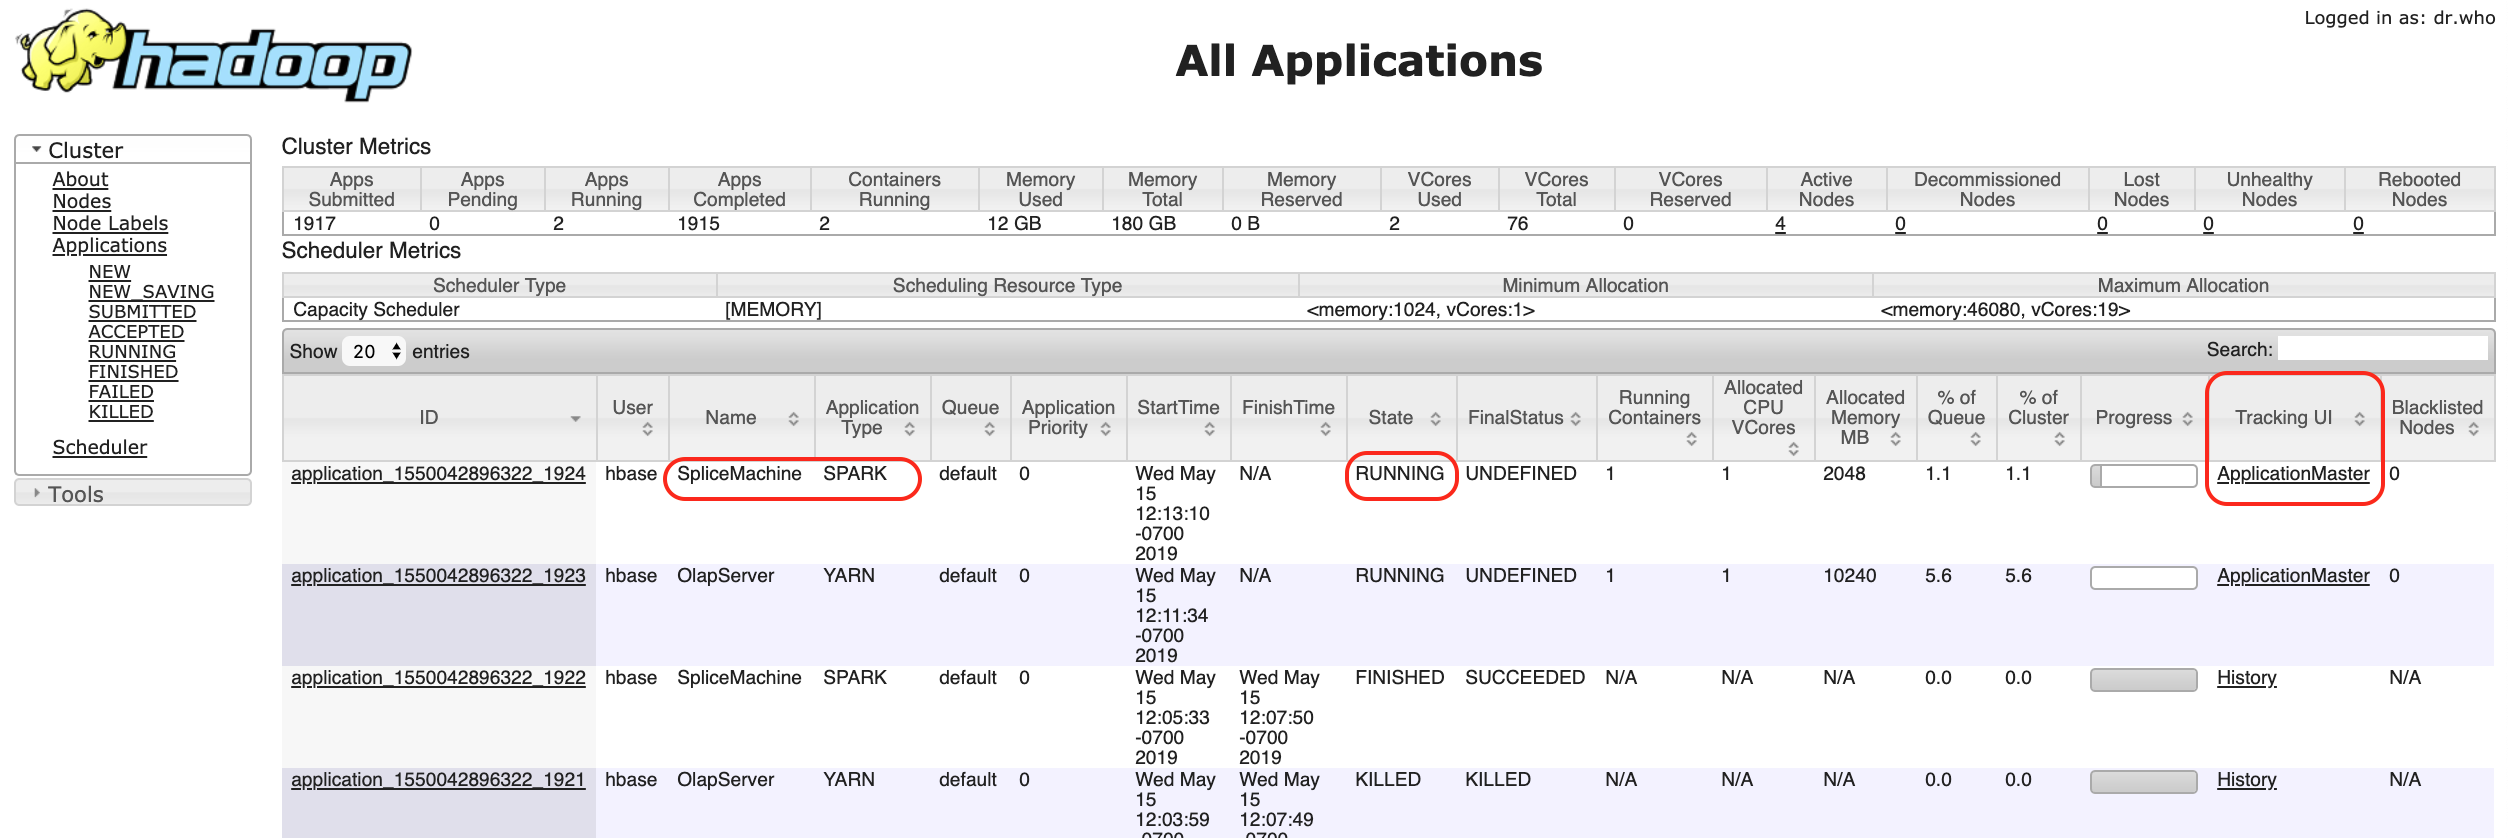 Logged in as: dr.who
hadoop
All Applications
Cluster
About
Nodes
Node Labels
Applications
NEW
NEW_SAVING
SUBMITTED
ACCEPTED
RUNNING
FINISHED
FAILED
KILLED
Scheduler
Tools
Cluster Metrics
Apps Submitted Apps Pending Apps Running Apps Completed Containers Running Memory Used Memory Total Memory Reserved VCores Used VCores Total VCores Reserved Active Nodes Decommissioned Nodes Lost Nodes Unhealthy Nodes Rebooted Nodes
1917 0 2 1915 2 12 GB 180 GB 0 B 2 76 0 4 0 0 0 0
Scheduler Metrics
Scheduler Type Scheduling Resource Type Minimum Allocation Maximum Allocation
Capacity Scheduler [MEMORY] <memory:1024, vCores:1> <memory:46080, vCores:19>
Show 20 entries Search:
ID User Name Application Type Queue Application Priority StartTime FinishTime State FinalStatus Running Containers Allocated CPU VCores Allocated Memory MB % of Queue % of Cluster Progress Tracking UI Blacklisted Nodes
application_1550042896322_1924 hbase SpliceMachine SPARK default 0 Wed May N/A RUNNING UNDEFINED 1 1 2048 1.1 1.1 ApplicationMaster 0
15
12:13:10
-0700
2019
application_1550042896322_1923 hbase OlapServer YARN default 0 Wed May N/A RUNNING UNDEFINED 1 1 10240 5.6 5.6 ApplicationMaster 0
15
12:11:34
-0700
2019
application_1550042896322_1922 hbase SpliceMachine SPARK default 0 Wed May Wed May FINISHED SUCCEEDED N/A N/A N/A 0.0 0.0 History N/A
15 15
12:05:33 12:07:50
-0700 -0700
2019 2019
application_1550042896322_1921 hbase OlapServer YARN default 0 Wed May Wed May KILLED KILLED N/A N/A N/A 0.0 0.0 History N/A
15 15
12:03:59 12:07:49
-0700 -0700